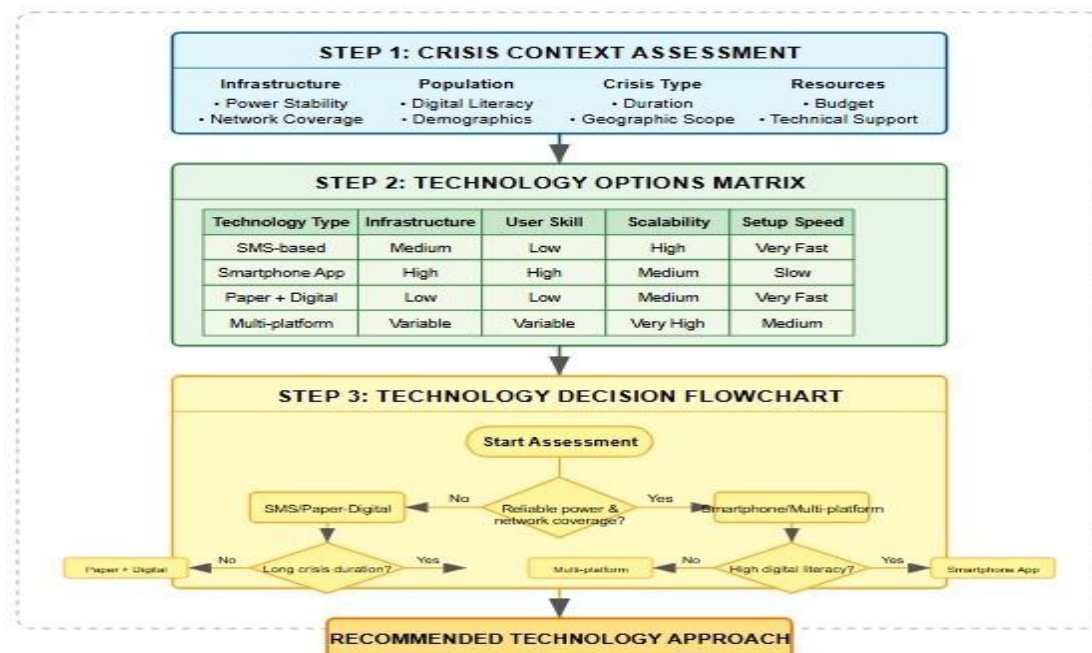 STEP 1: CRISIS CONTEXT ASSESSMENT
Infrastructure Population Crisis Type Resources
• Power Stability • Digital Literacy • Duration • Budget
• Network Coverage • Demographics • Geographic Scope • Technical Support
STEP 2: TECHNOLOGY OPTIONS MATRIX
Technology Type Infrastructure User Skill Scalability Setup Speed
SMS-based Medium Low High Very Fast
Smartphone App High High Medium Slow
Paper + Digital Low Low Medium Very Fast
Multi-platform Variable Variable Very High Medium
STEP 3: TECHNOLOGY DECISION FLOWCHART
Start Assessment
SMS/Paper-Digital No Reliable power & Yes Smartphone/Multi-platform
network coverage?
Paper + Digital No Long crisis duration? Yes Multi-platform No High digital literacy? Yes Smartphone App
RECOMMENDED TECHNOLOGY APPROACH